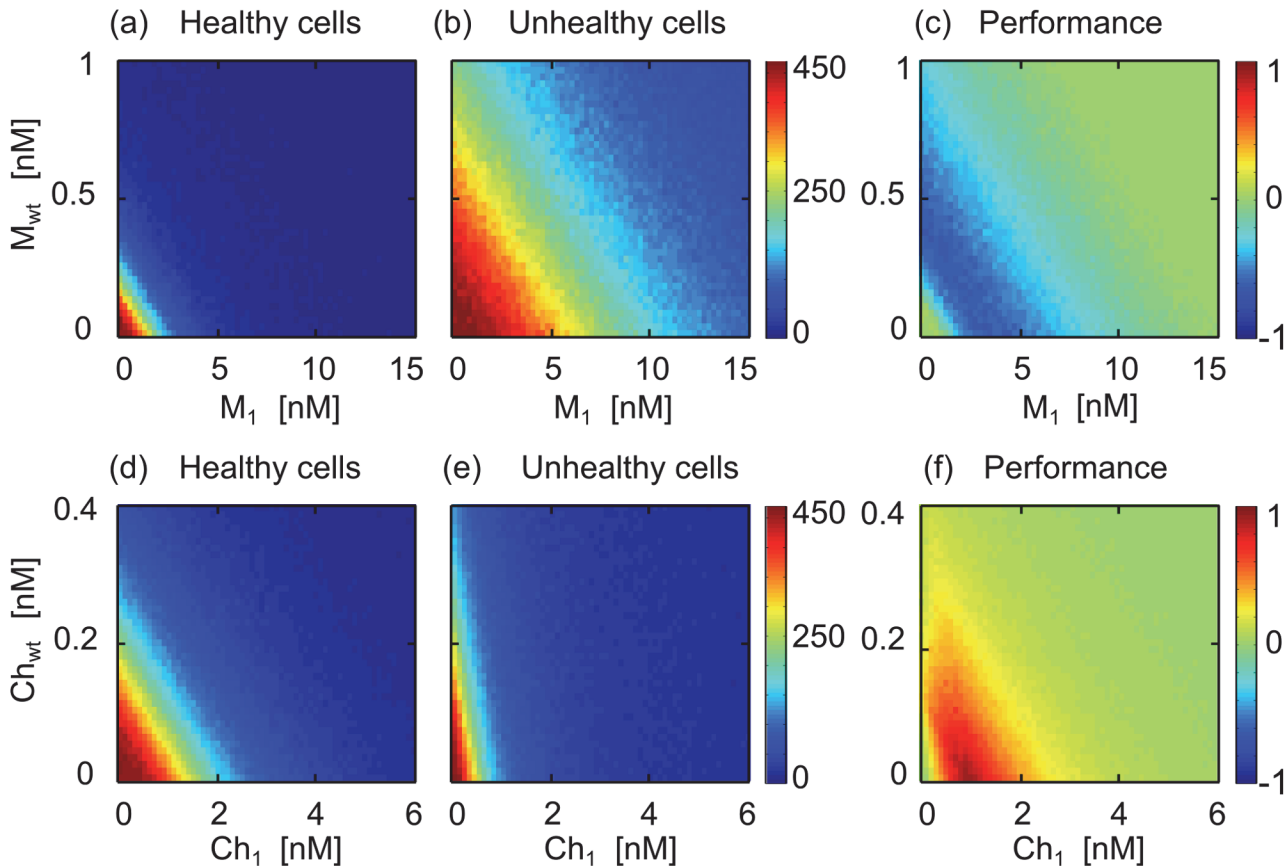 (a) Healthy cells (b) Unhealthy cells (c) Performance
1 450 1 1
M_wt [nM] 0.5 250 0.5 0
0 0 0 -1
0 5 10 15 0 5 10 15 0 5 10 15
M_1 [nM] M_1 [nM] M_1 [nM]
(d) Healthy cells (e) Unhealthy cells (f) Performance
0.4 450 0.4 1
Ch_wt [nM] 0.2 250 0.2 0
0 0 0 -1
0 2 4 6 0 2 4 6 0 2 4 6
Ch_1 [nM] Ch_1 [nM] Ch_1 [nM]